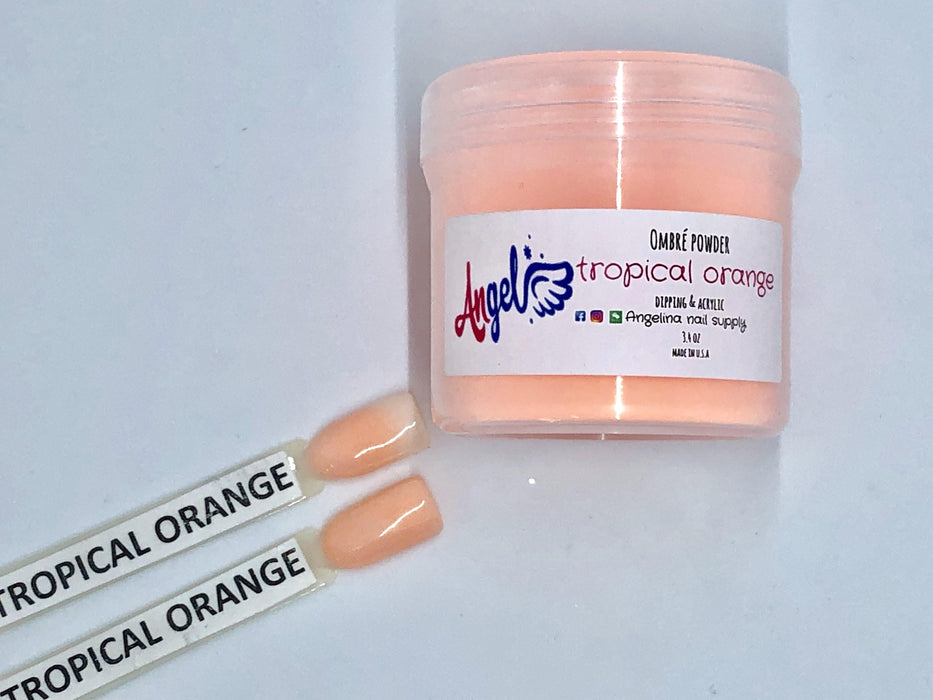 Angel
OMBRÉ POWDER
tropical orange
DIPPING & ACRYLIC
Angelina nail supply
3.4 OZ
MADE IN U.S.A
TROPICAL ORANGE
TROPICAL ORANGE